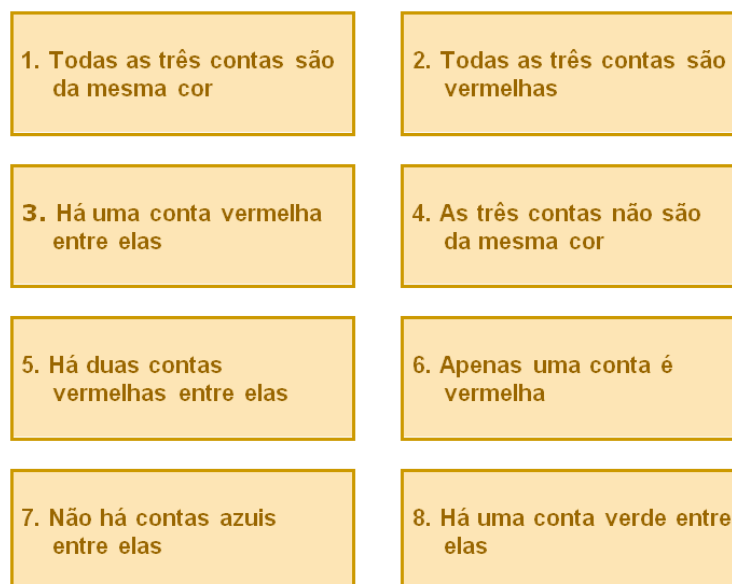 1. Todas as três contas são
da mesma cor
2. Todas as três contas são
vermelhas
3. Há uma conta vermelha
entre elas
4. As três contas não são
da mesma cor
5. Há duas contas
vermelhas entre elas
6. Apenas uma conta é
vermelha
7. Não há contas azuis
entre elas
8. Há uma conta verde entre
elas